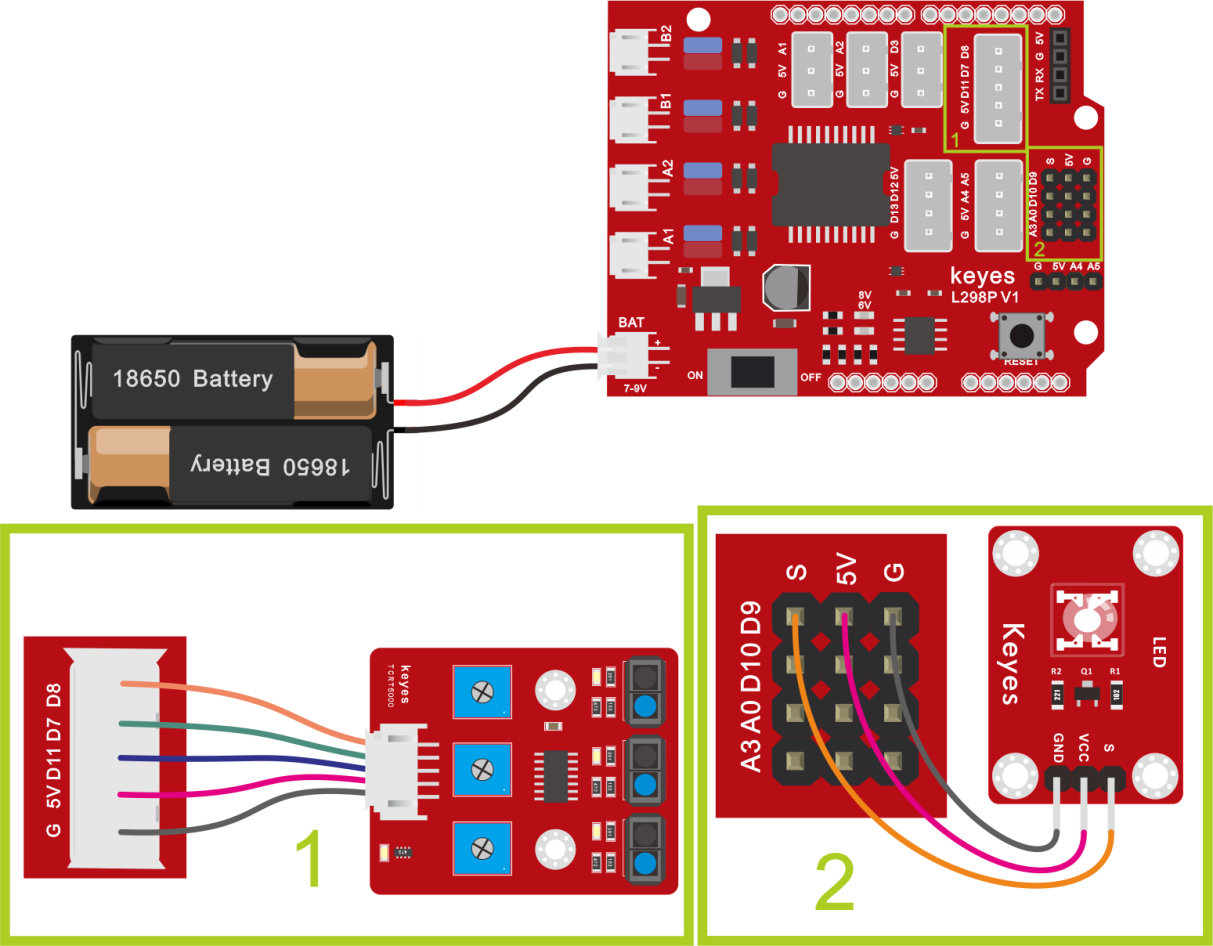 B2
B1
A2
A1
G 5V A1
G 5V A2
G 5V D3
G 5V D11 D7 D8
TX RX G 5V
1
G D13 D12 5V
G 5V A4 A5
S 5V G
A3 A0 D10 D9
2
G 5V A4 A5
keyes
L298P V1
8V
6V
BAT
+
-
7-9V
ON
OFF
RESET
18650 Battery
18650 Battery
G 5V D11 D7 D8
keyes
TCRT5000
1
S 5V G
A3 A0 D10 D9
Keyes
LED
R2 Q1 R1
221
102
GND VCC S
2